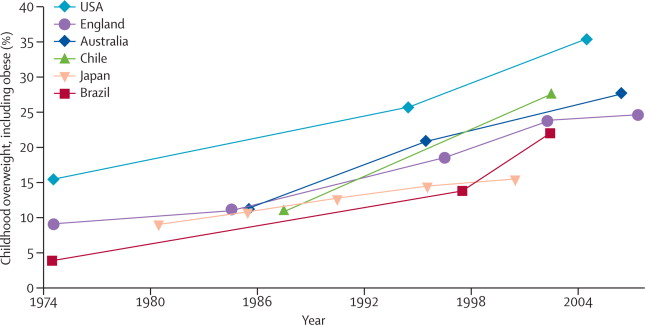 40
35
30
25
20
15
10
5
0
Childhood overweight, including obese (%)
USA
England
Australia
Chile
Japan
Brazil
1974 1980 1986 1992 1998 2004
Year